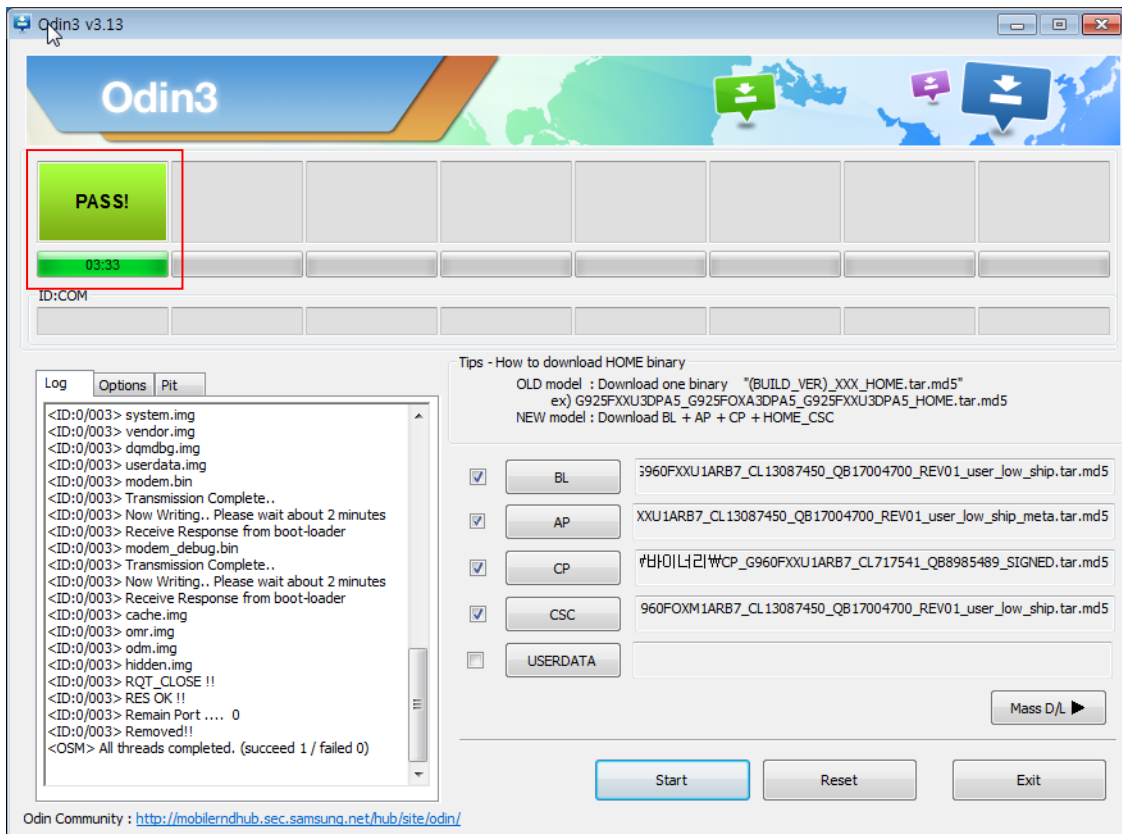 Odin3 v3.13
Odin3
PASS!
03:33
ID:COM
Log
Options
Pit
<ID:0/003> system.img
<ID:0/003> vendor.img
<ID:0/003> dqmdbg.img
<ID:0/003> userdata.img
<ID:0/003> modem.bin
<ID:0/003> Transmission Complete..
<ID:0/003> Now Writing.. Please wait about 2 minutes
<ID:0/003> Receive Response from boot-loader
<ID:0/003> modem_debug.bin
<ID:0/003> Transmission Complete..
<ID:0/003> Now Writing.. Please wait about 2 minutes
<ID:0/003> Receive Response from boot-loader
<ID:0/003> cache.img
<ID:0/003> omr.img
<ID:0/003> odm.img
<ID:0/003> hidden.img
<ID:0/003> RQT_CLOSE !!
<ID:0/003> RES OK !!
<ID:0/003> Remain Port .... 0
<ID:0/003> Removed!!
<OSM> All threads completed. (succeed 1 / failed 0)
Tips - How to download HOME binary
OLD model : Download one binary "(BUILD_VER)_XXX_HOME.tar.md5"
ex) G925FXXU3DPA5_G925FOXA3DPA5_G925FXXU3DPA5_HOME.tar.md5
NEW model : Download BL + AP + CP + HOME_CSC
BL
G960FXXU1ARB7_CL13087450_QB17004700_REV01_user_low_ship.tar.md5
AP
XXU1ARB7_CL13087450_QB17004700_REV01_user_low_ship_meta.tar.md5
CP
바이너리₩CP_G960FXXU1ARB7_CL717541_QB8985489_SIGNED.tar.md5
CSC
960FOXM1ARB7_CL13087450_QB17004700_REV01_user_low_ship.tar.md5
USERDATA
Mass D/L ▶
Start
Reset
Exit
Odin Community : http://mobilerndhub.sec.samsung.net/hub/site/odin/